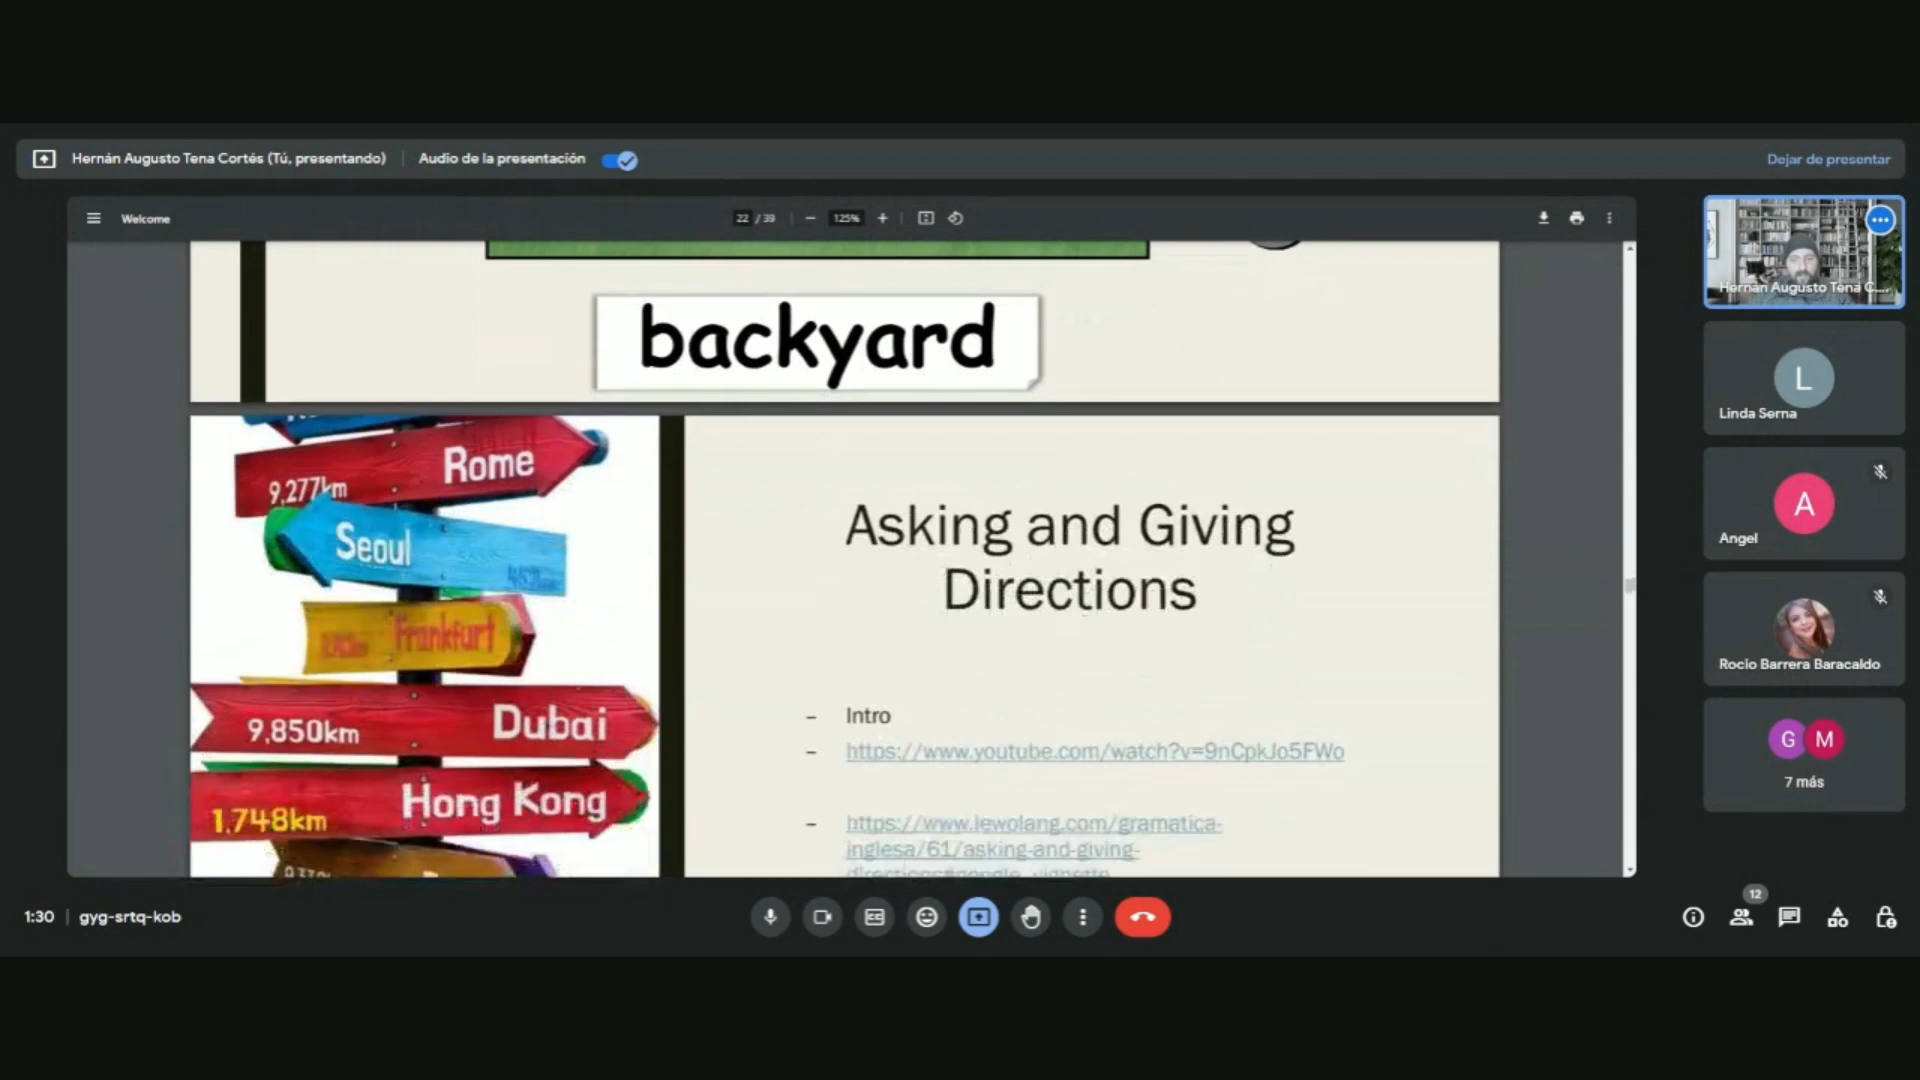 Hernán Augusto Tena Cortés (Tú, presentando)
Audio de la presentación
Dejar de presentar
Welcome
22 / 39
125%
backyard
Rome
9,277km
Seoul
Frankfurt
9,850km Dubai
Hong Kong
1,748km
Asking and Giving
Directions
– Intro
– https://www.youtube.com/watch?v=9nCpkJo5FWo
– https://www.lewolang.com/gramatica-
inglesa/61/asking-and-giving-
directions#google_vignette
Hernán Augusto Tena C...
L
Linda Serna
A
Angel
Rocio Barrera Baracaldo
G M
7 más
1:30 | gyg-srtq-kob
12